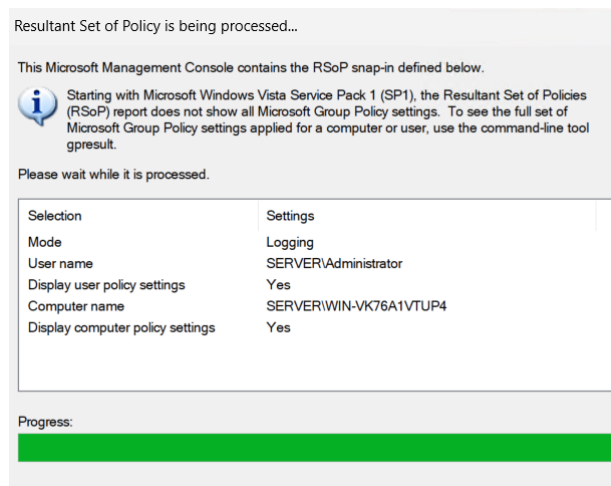 Resultant Set of Policy is being processed...
This Microsoft Management Console contains the RSoP snap-in defined below.
Starting with Microsoft Windows Vista Service Pack 1 (SP1), the Resultant Set of Policies
(RSoP) report does not show all Microsoft Group Policy settings. To see the full set of
Microsoft Group Policy settings applied for a computer or user, use the command-line tool
gpresult.
Please wait while it is processed.
Selection Settings
Mode Logging
User name SERVER\Administrator
Display user policy settings Yes
Computer name SERVER\WIN-VK76A1VTUP4
Display computer policy settings Yes
Progress: